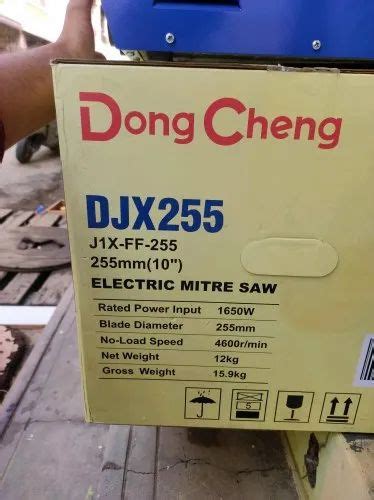 Dong Cheng
DJX255
J1X-FF-255
255mm(10")
ELECTRIC MITRE SAW
Rated Power Input 1650W
Blade Diameter 255mm
No-Load Speed 4600r/min
Net Weight 12kg
Gross Weight 15.9kg
5